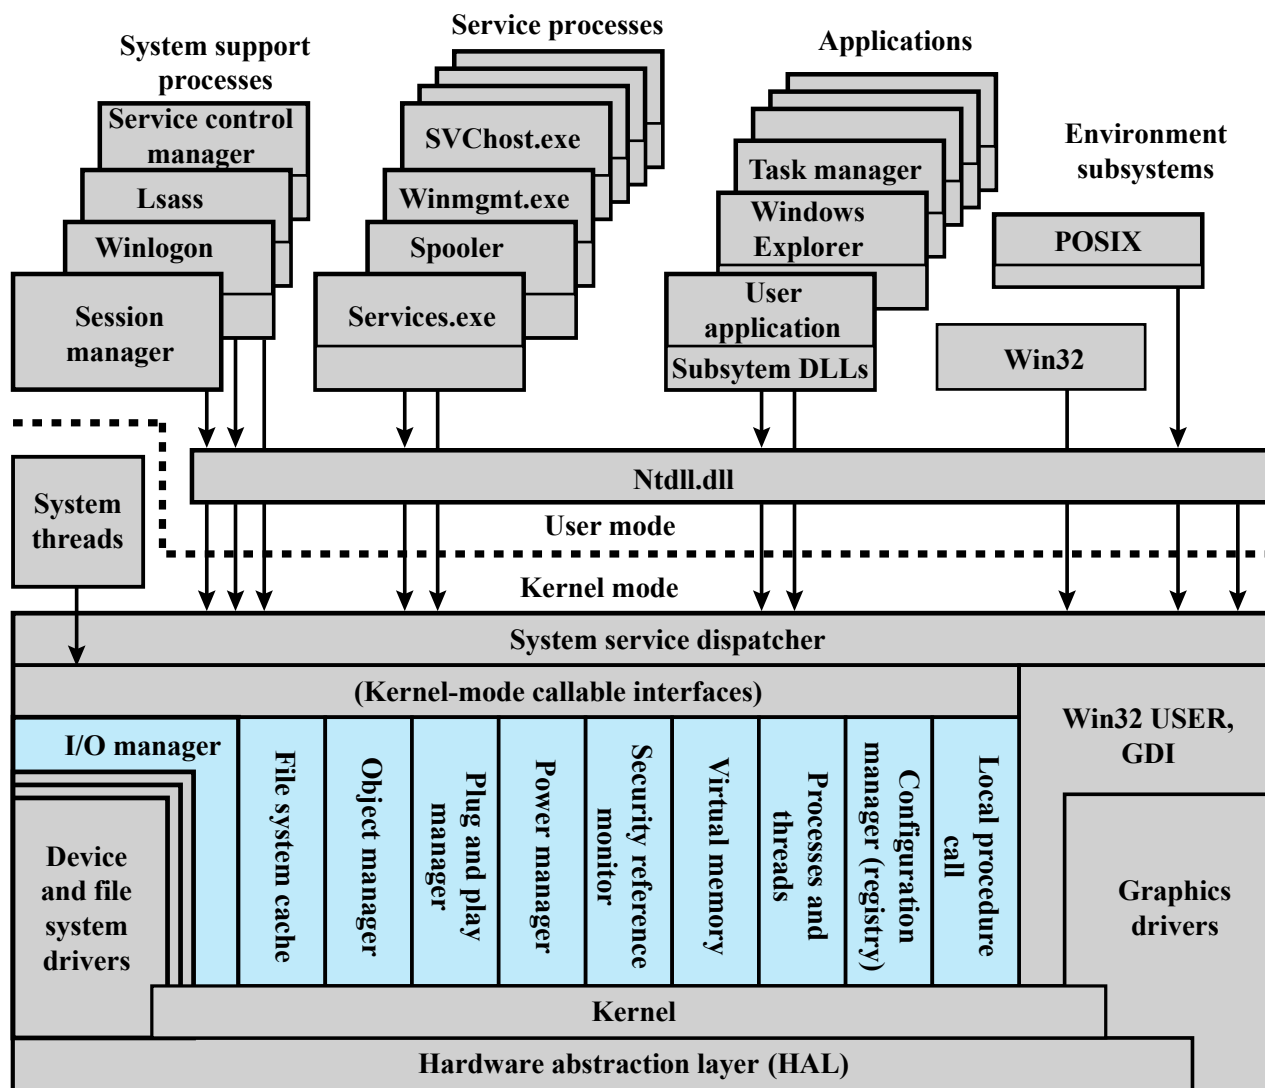 Service processes
System support
processes
Applications
Service control
manager
Lsass
Winlogon
Session
manager
SVChost.exe
Winmgmt.exe
Spooler
Services.exe
Task manager
Windows
Explorer
User
application
Subsytem DLLs
Environment
subsystems
POSIX
Win32
Ntdll.dll
System
threads
User mode
Kernel mode
System service dispatcher
(Kernel-mode callable interfaces)
Win32 USER,
GDI
I/O manager
Device
and file
system
drivers
File system cache
Object manager
Plug and play
manager
Power manager
Security reference
monitor
Virtual memory
Processes and
threads
Configuration
manager (registry)
Local procedure
call
Graphics
drivers
Kernel
Hardware abstraction layer (HAL)